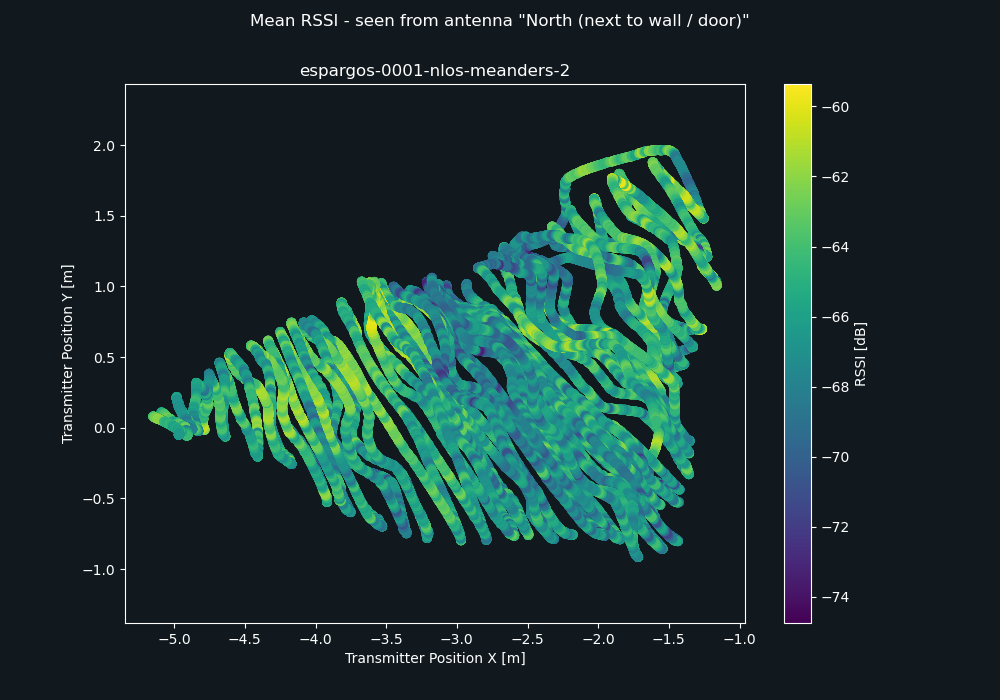 Mean RSSI - seen from antenna "North (next to wall / door)"
espargos-0001-nlos-meanders-2
2.0
1.5
1.0
0.5
0.0
−0.5
−1.0
Transmitter Position Y [m]
−5.0 −4.5 −4.0 −3.5 −3.0 −2.5 −2.0 −1.5 −1.0
Transmitter Position X [m]
−60
−62
−64
−66
−68
−70
−72
−74
RSSI [dB]